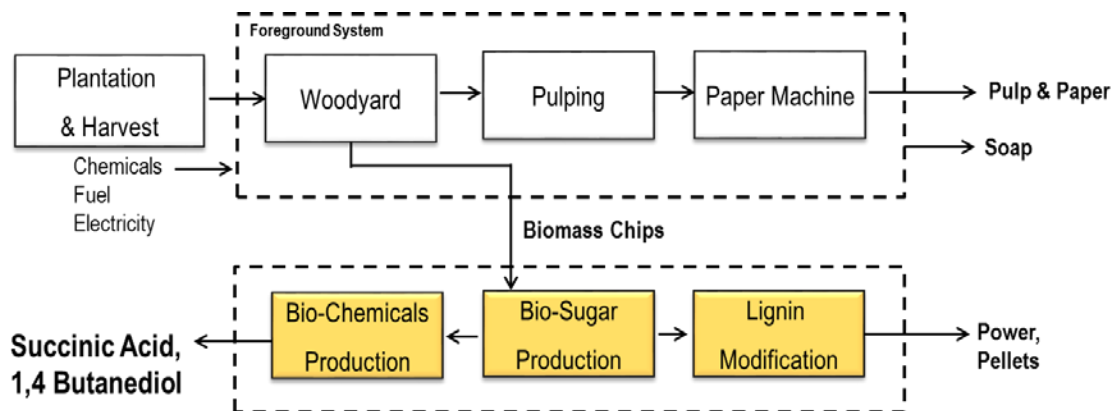 Foreground System
Plantation
& Harvest
Woodyard
Pulping
Paper Machine
Pulp & Paper
Soap
Chemicals
Fuel
Electricity
Biomass Chips
Bio-Chemicals
Production
Bio-Sugar
Production
Lignin
Modification
Succinic Acid,
1,4 Butanediol
Power,
Pellets